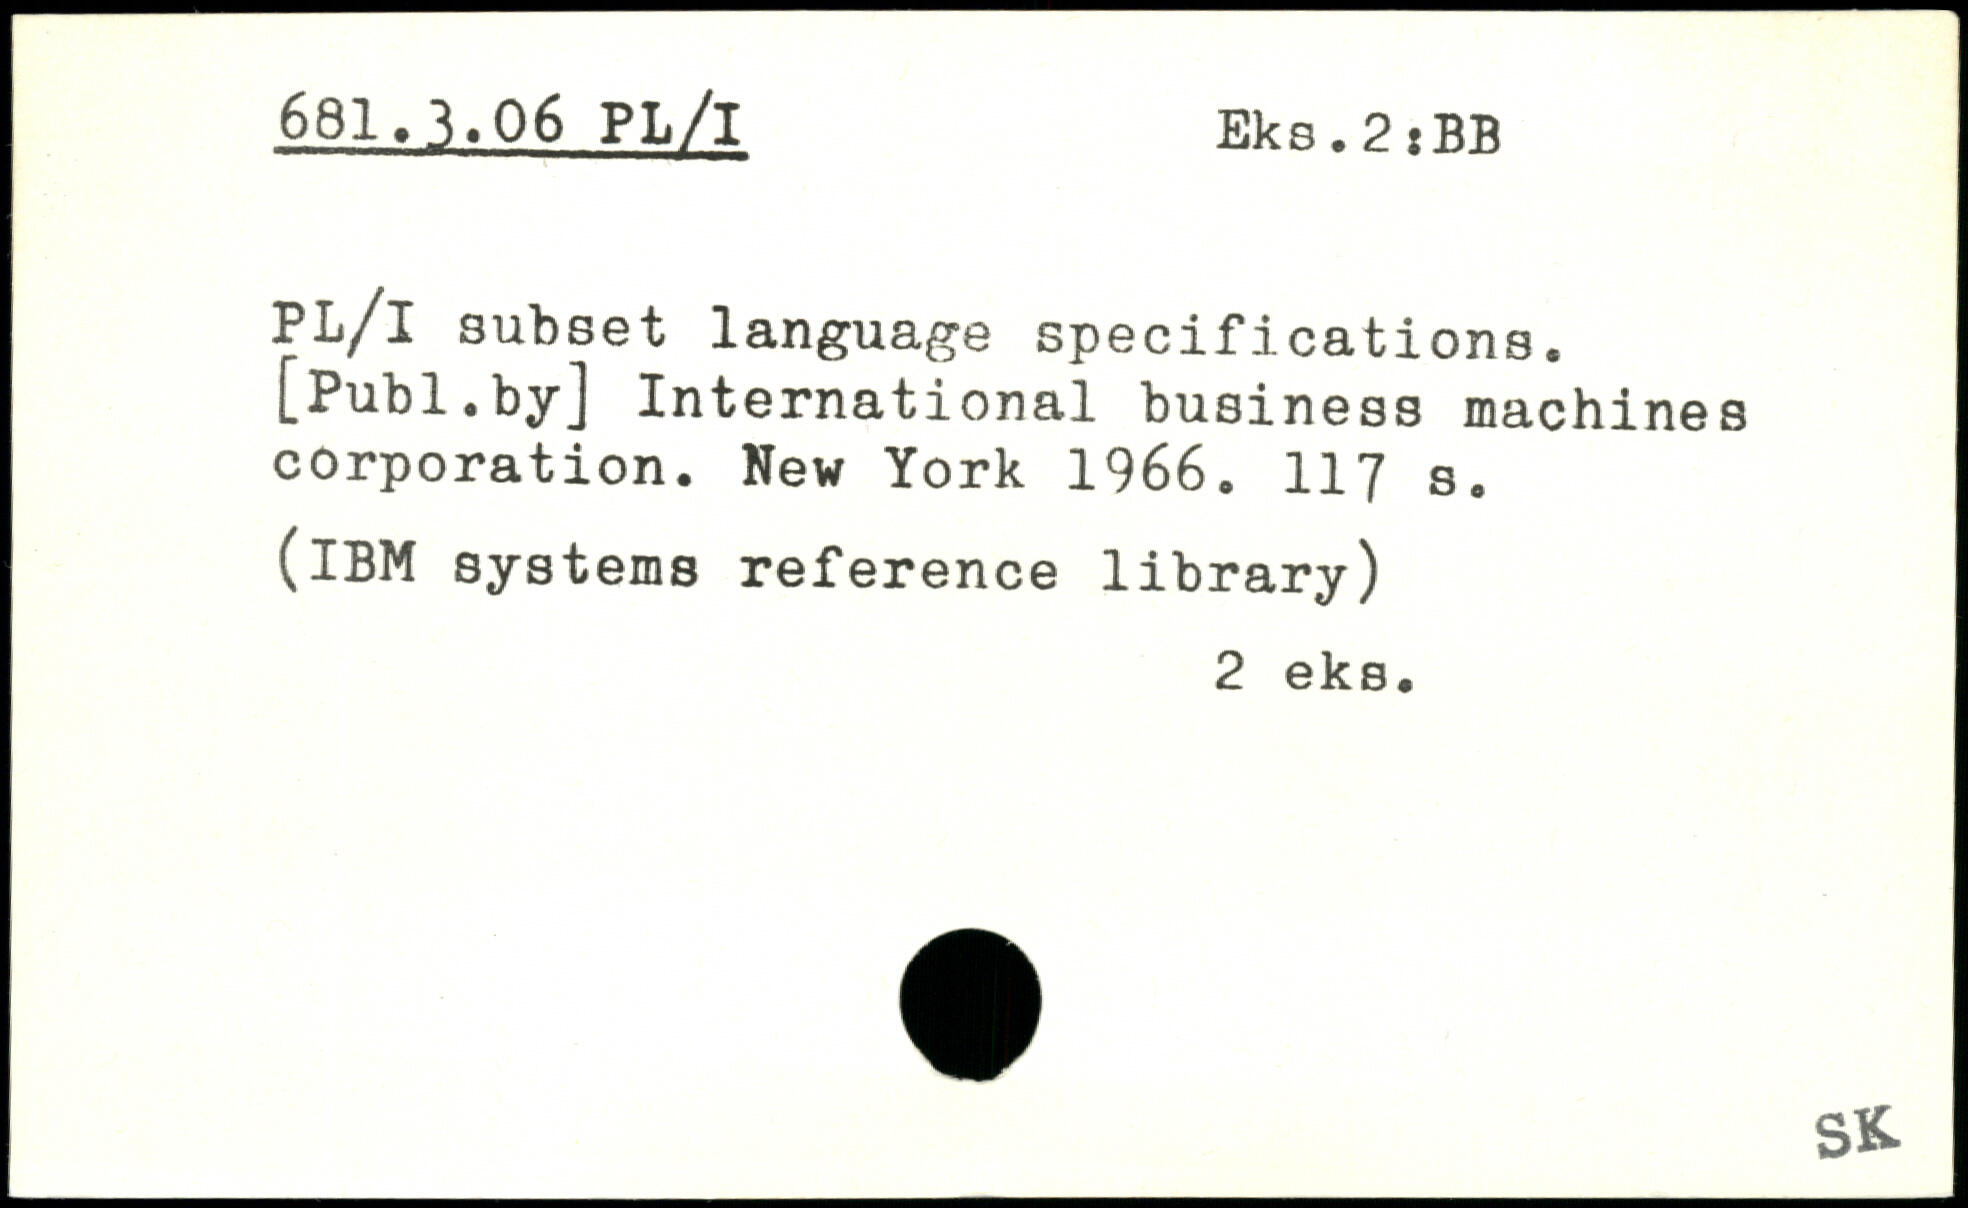 681.3.06 PL/I
Eks.2:BB
PL/I subset language specifications.
[Publ.by] International business machines
corporation. New York 1966. 117 s.
(IBM systems reference library)
2 eks.
SK